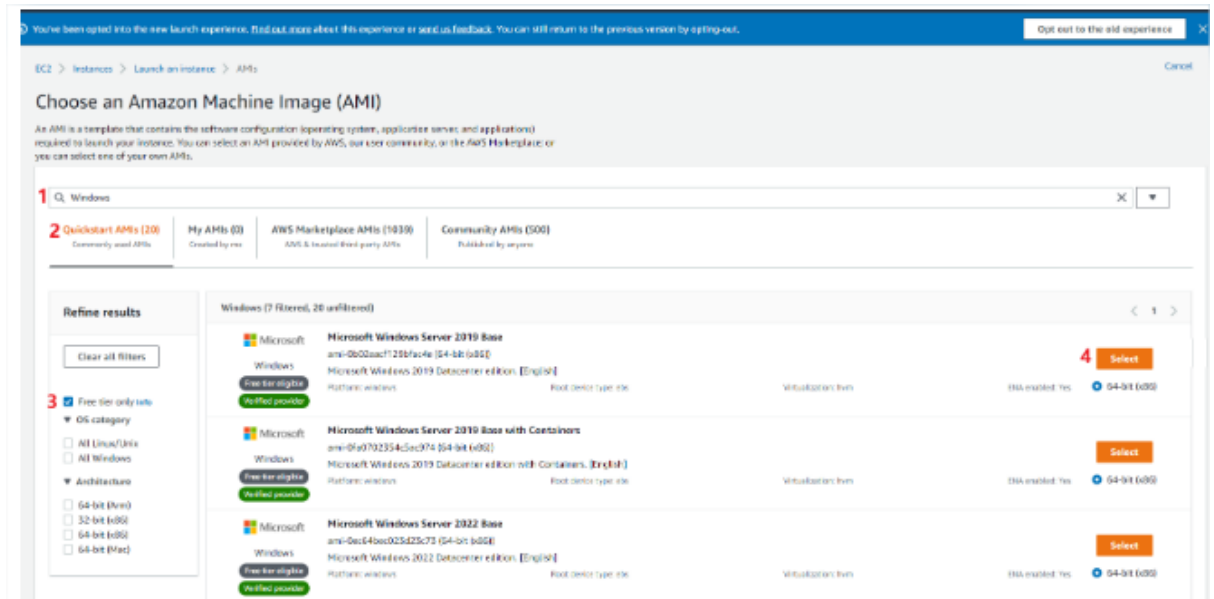 You've been opted into the new launch experience. Find out more about this experience or send us feedback. You can still return to the previous version by opting-out.
Opt out to the old experience
EC2 > Instances > Launch an instance > AMIs
Cancel
Choose an Amazon Machine Image (AMI)
An AMI is a template that contains the software configuration (operating system, application server, and applications)
required to launch your instance. You can select an AMI provided by AWS, our user community, or the AWS Marketplace; or
you can select one of your own AMIs.
1 Windows
2 Quickstart AMIs (20) My AMIs (0) AWS Marketplace AMIs (1039) Community AMIs (500)
Commonly used AMIs Created by me AWS & trusted third-party AMIs Published by anyone
Refine results
Clear all filters
3 Free tier only Info
OS category
All Linux/Unix
All Windows
Architecture
64-bit (Arm)
32-bit (x86)
64-bit (x86)
64-bit (Mac)
Windows (7 filtered, 20 unfiltered)
< 1 >
Microsoft
Windows
Free tier eligible
Verified provider
Microsoft Windows Server 2019 Base
(64-bit (x86))
Microsoft Windows 2019 Datacenter edition. [English]
Platform: windows Root device type: ebs Virtualization: hvm ENA enabled: Yes
4 Select
64-bit (x86)
Microsoft
Windows
Free tier eligible
Verified provider
Microsoft Windows Server 2019 Base with Containers
(64-bit (x86))
Microsoft Windows 2019 Datacenter edition with Containers. [English]
Platform: windows Root device type: ebs Virtualization: hvm ENA enabled: Yes
Select
64-bit (x86)
Microsoft
Windows
Free tier eligible
Verified provider
Microsoft Windows Server 2022 Base
(64-bit (x86))
Microsoft Windows 2022 Datacenter edition. [English]
Platform: windows Root device type: ebs Virtualization: hvm ENA enabled: Yes
Select
64-bit (x86)